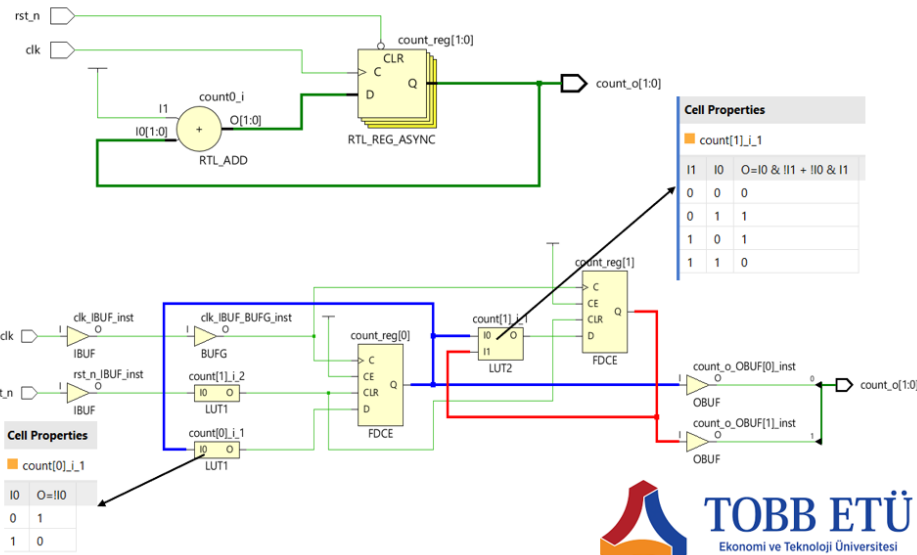 rst_n
clk
count_reg[1:0]
CLR
C
Q
D
RTL_REG_ASYNC
count_o[1:0]
count0_i
I1
I0[1:0]
+
O[1:0]
RTL_ADD
Cell Properties
count[1]_i_1
I1 I0 O=I0 & !I1 + !I0 & I1
0 0 0
0 1 1
1 0 1
1 1 0
clk
clk_IBUF_inst
I O
IBUF
clk_IBUF_BUFG_inst
I O
BUFG
t_n
rst_n_IBUF_inst
I O
IBUF
count[1]_i_2
I0 O
LUT1
count[0]_i_1
I0 O
LUT1
count_reg[0]
C
CE
CLR
D
Q
FDCE
count[1]_i_1
I0 O
I1
LUT2
count_reg[1]
C
CE
CLR
D
Q
FDCE
count_o_OBUF[0]_inst
I O
OBUF
count_o_OBUF[1]_inst
I O
OBUF
0
1
count_o[1:0]
Cell Properties
count[0]_i_1
I0 O=!I0
0 1
1 0
TOBB ETÜ
Ekonomi ve Teknoloji Üniversitesi